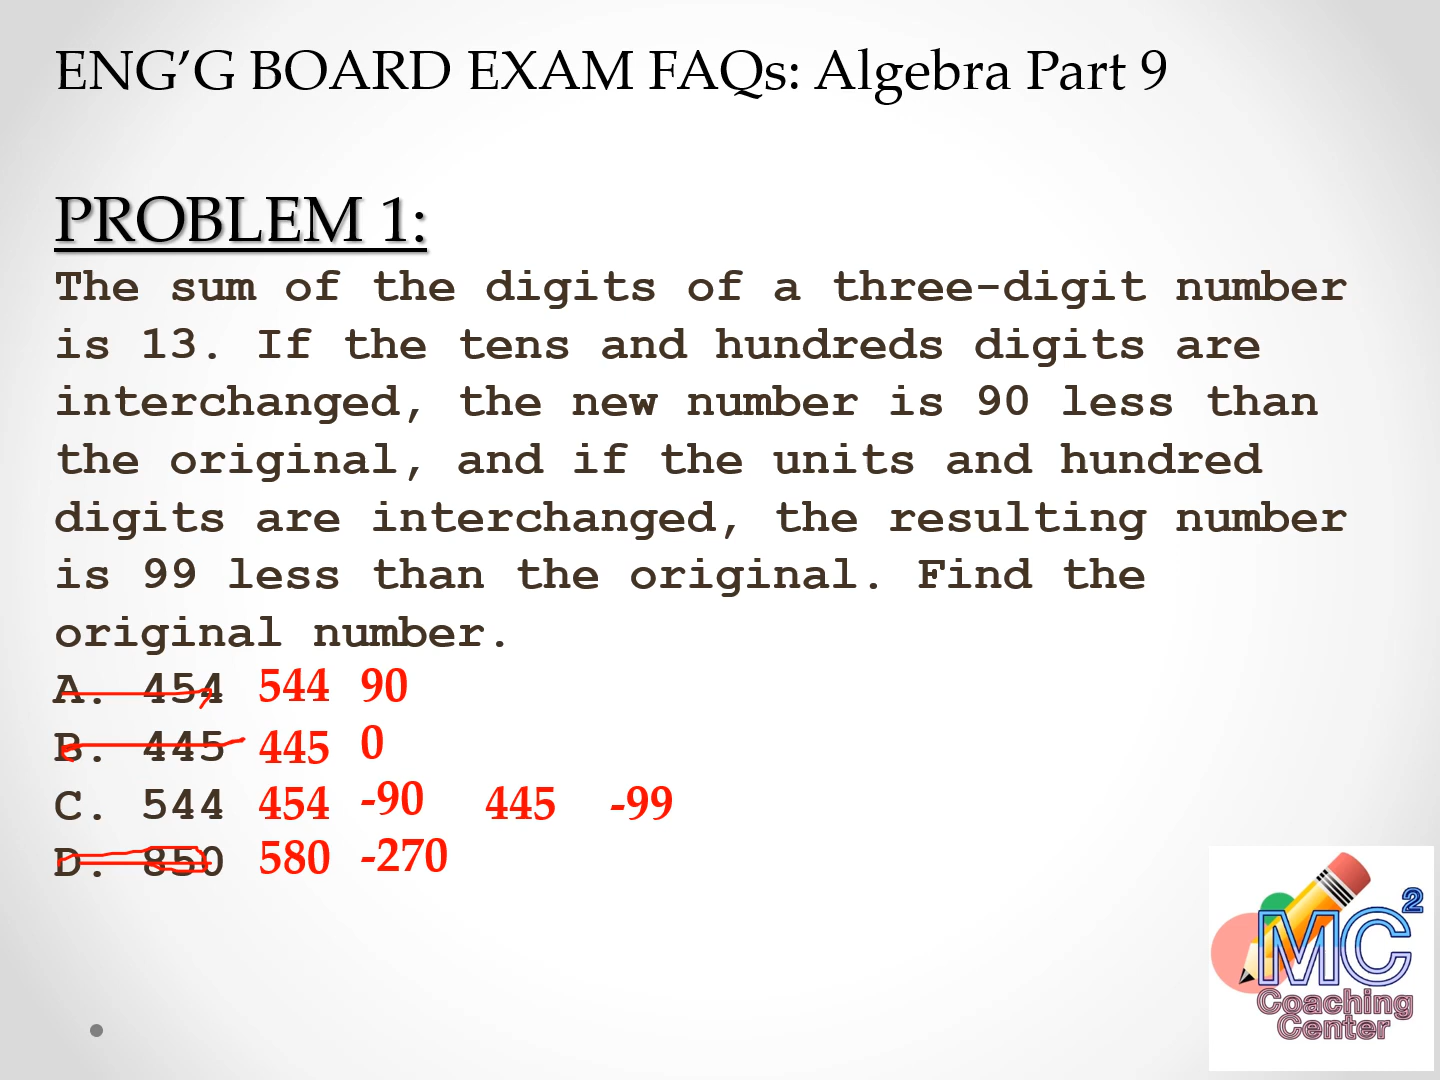 ENG’G BOARD EXAM FAQs: Algebra Part 9
PROBLEM 1:
The sum of the digits of a three-digit number
is 13. If the tens and hundreds digits are
interchanged, the new number is 90 less than
the original, and if the units and hundred
digits are interchanged, the resulting number
is 99 less than the original. Find the
original number.
A. 454 544 90
B. 445 445 0
C. 544 454 -90 445 -99
D. 850 580 -270
MC²
Coaching
Center